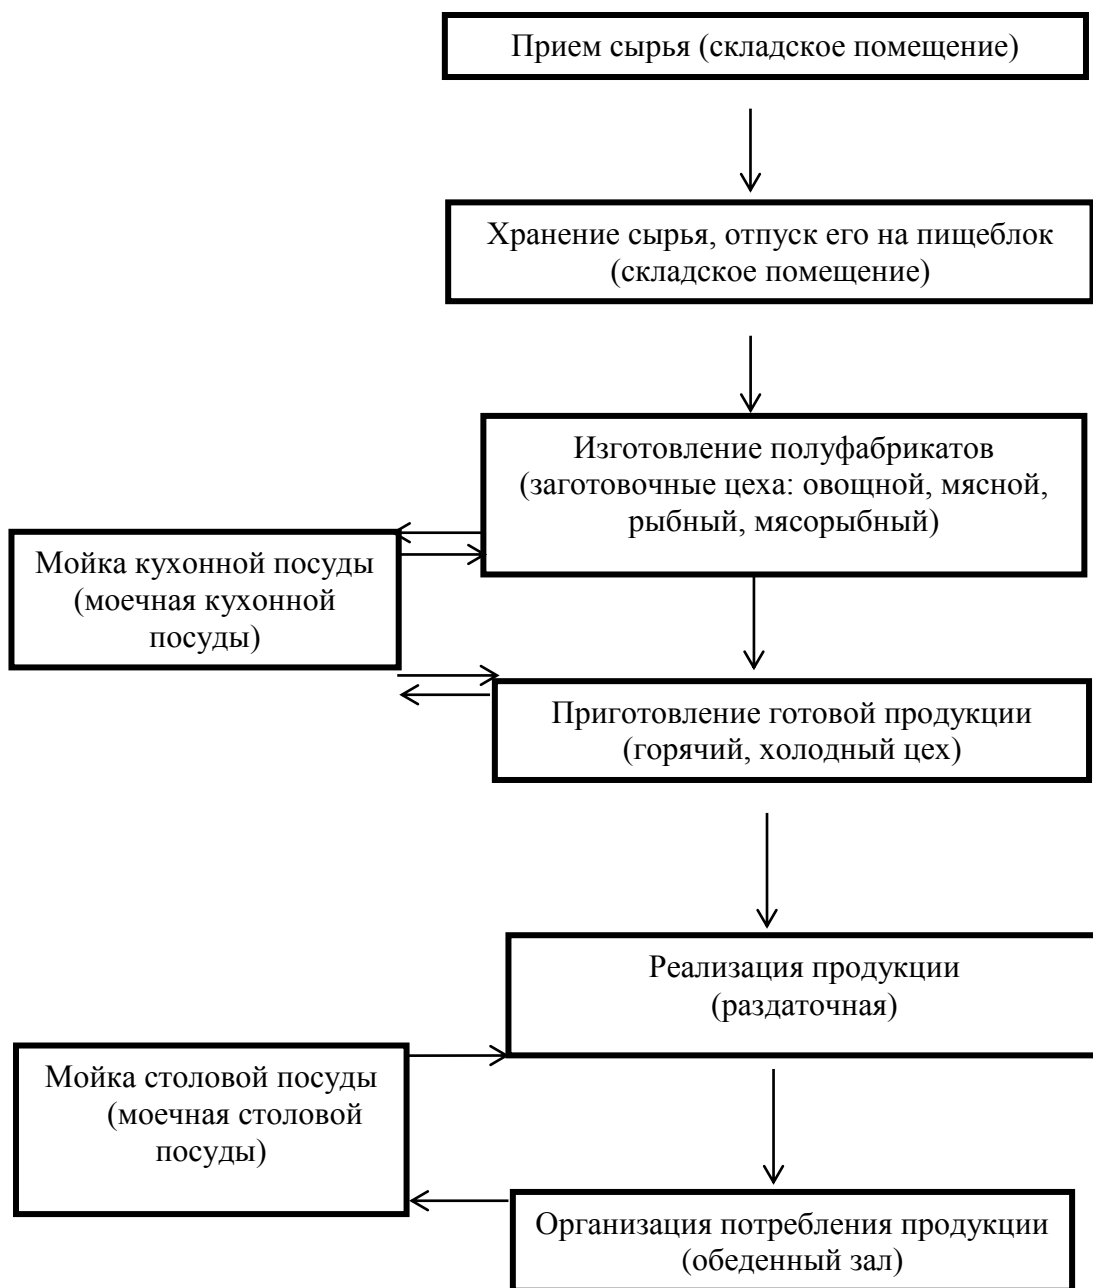 Прием сырья (складское помещение)
Хранение сырья, отпуск его на пищеблок
(складское помещение)
Изготовление полуфабрикатов
(заготовочные цеха: овощной, мясной,
рыбный, мясорыбный)
Мойка кухонной посуды
(моечная кухонной
посуды)
Приготовление готовой продукции
(горячий, холодный цех)
Реализация продукции
(раздаточная)
Мойка столовой посуды
(моечная столовой
посуды)
Организация потребления продукции
(обеденный зал)